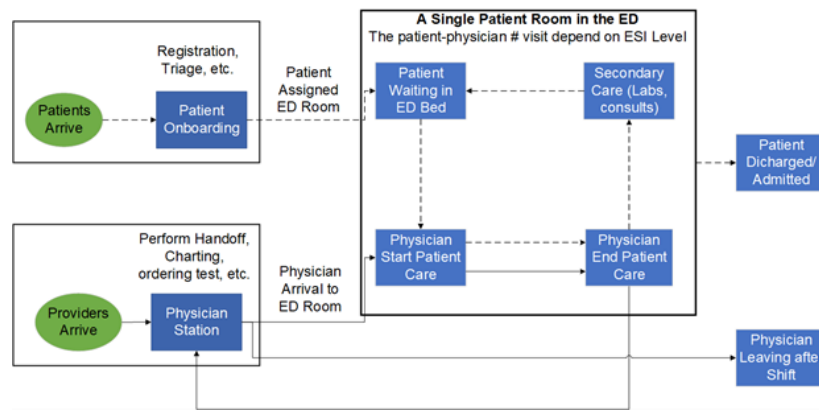 A Single Patient Room in the ED
The patient-physician # visit depend on ESI Level
Registration,
Triage, etc.
Patients
Arrive
Patient
Onboarding
Patient
Assigned
ED Room
Patient
Waiting in
ED Bed
Secondary
Care (Labs,
consults)
Patient
Dicharged/
Admitted
Perform Handoff,
Charting,
ordering test, etc.
Providers
Arrive
Physician
Station
Physician
Arrival to
ED Room
Physician
Start Patient
Care
Physician
End Patient
Care
Physician
Leaving after
Shift